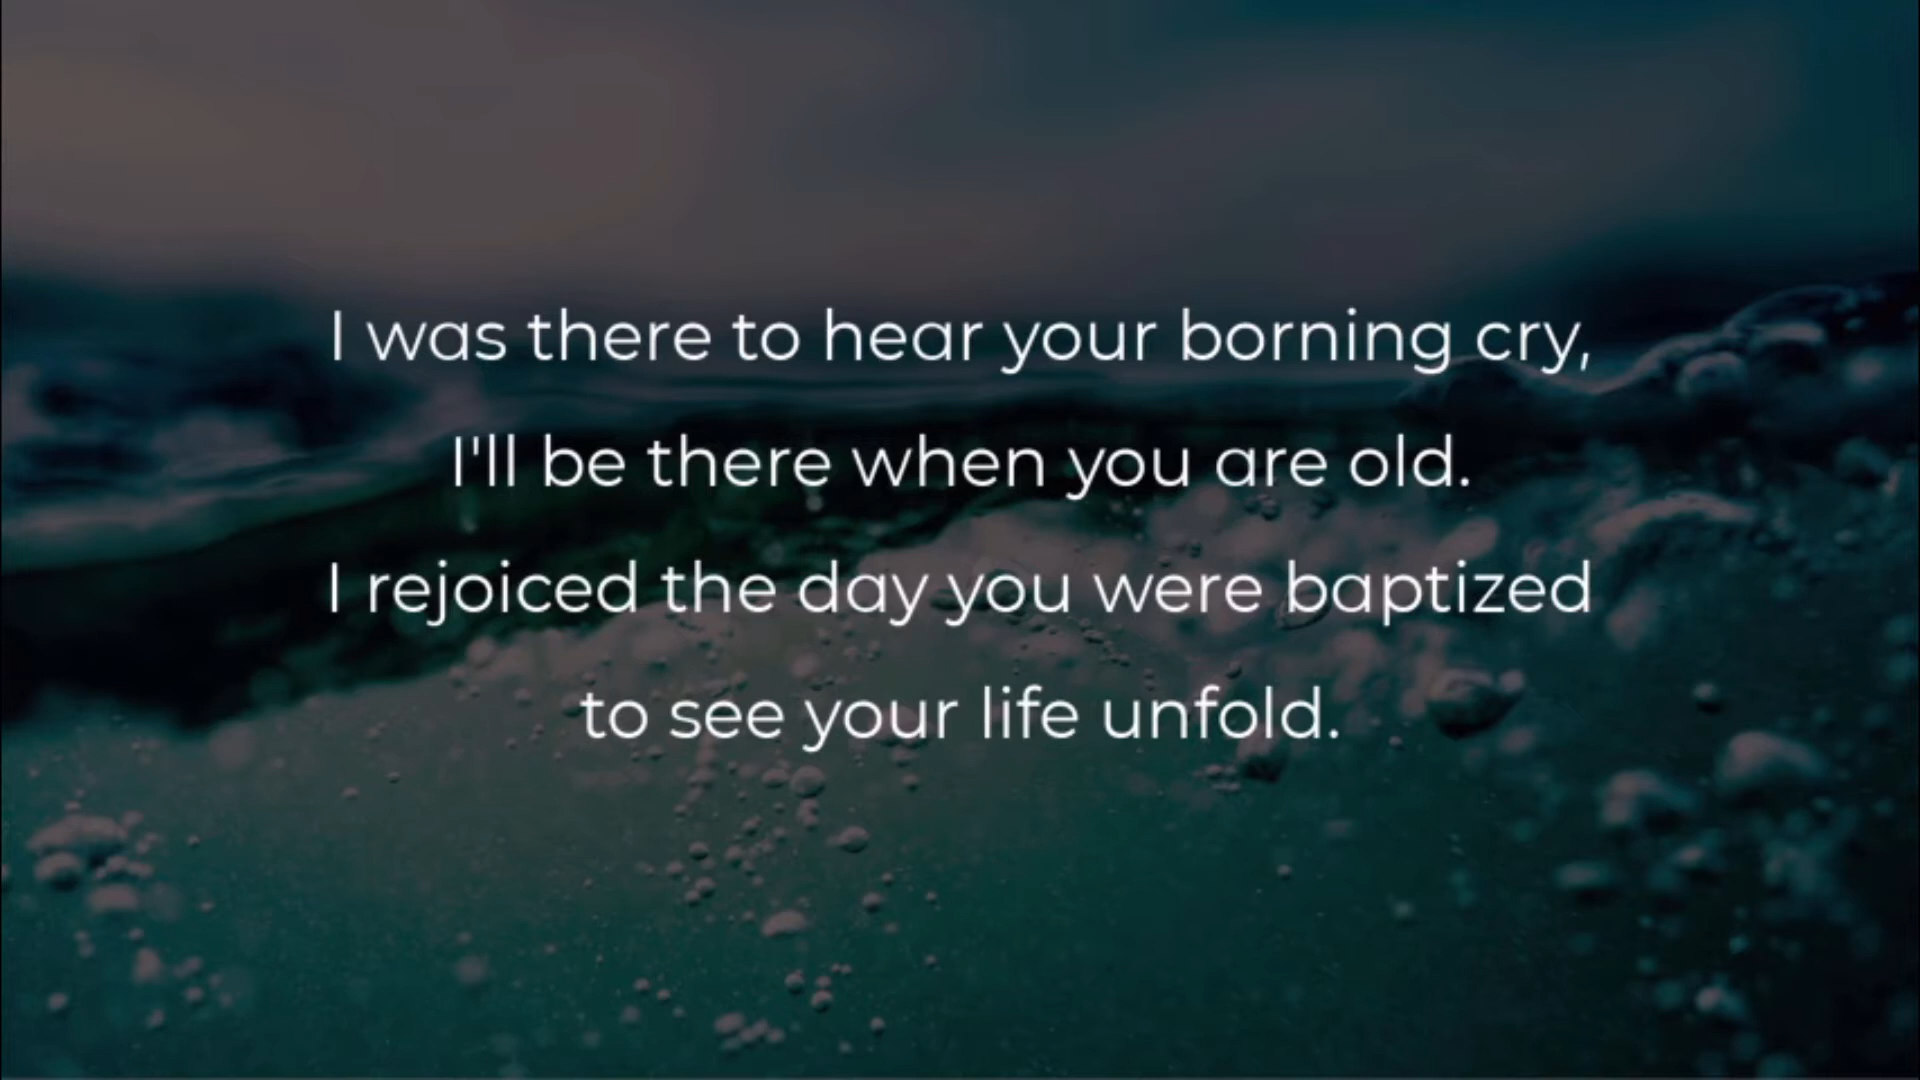 I was there to hear your borning cry,
I'll be there when you are old.
I rejoiced the day you were baptized
to see your life unfold.